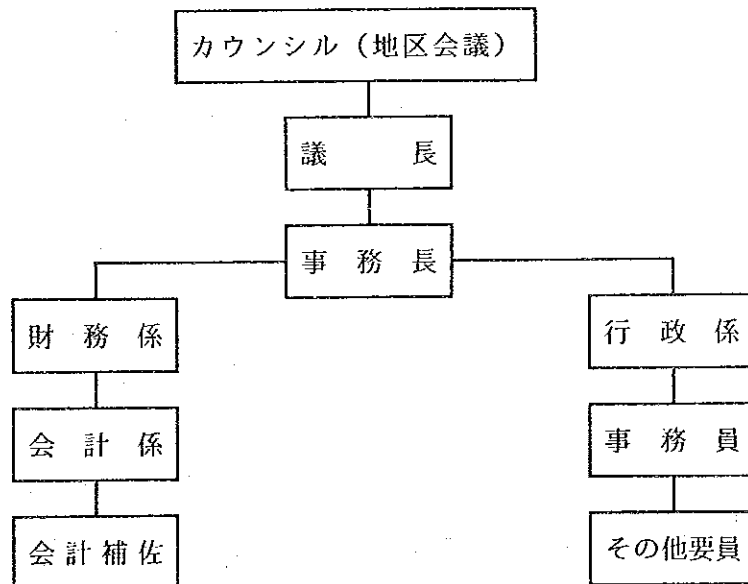 カウンシル（地区会議）
議長
事務長
財務係
行政係
会計係
事務員
会計補佐
その他要員